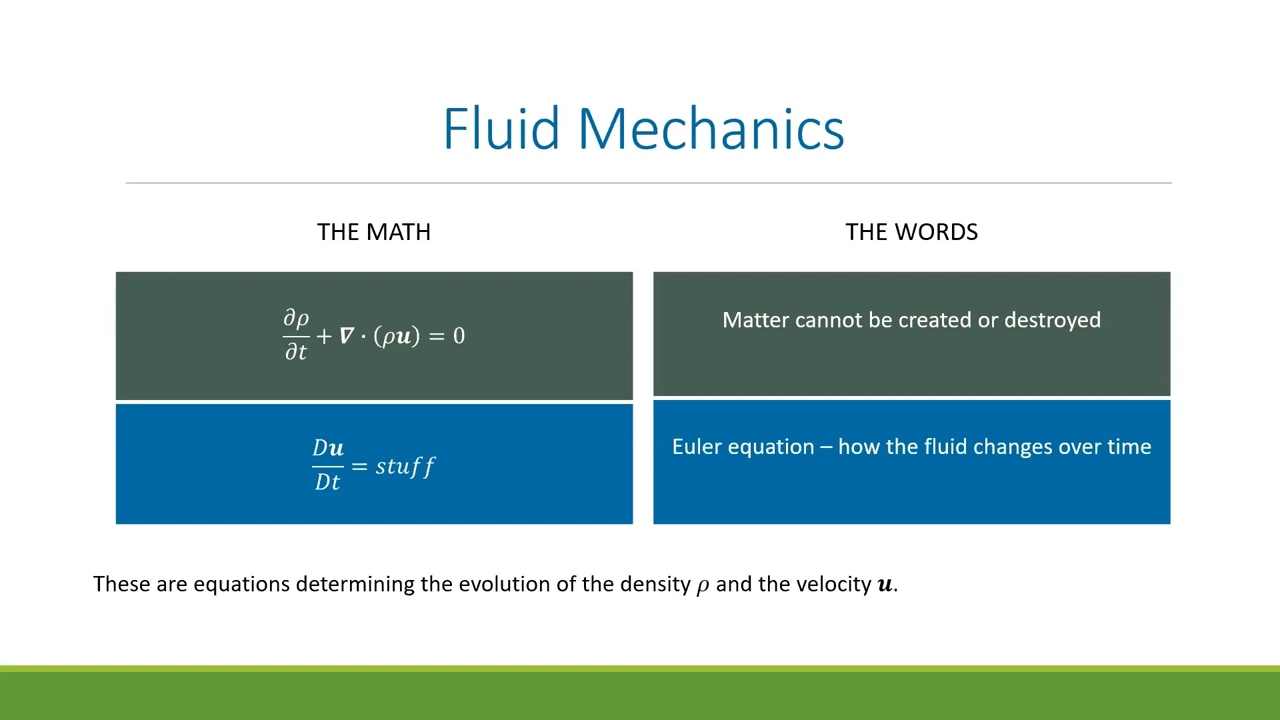 Fluid Mechanics
THE MATH
THE WORDS
∂ρ/∂t + ∇ · (ρu) = 0
Matter cannot be created or destroyed
Du/Dt = stuff
Euler equation – how the fluid changes over time
These are equations determining the evolution of the density ρ and the velocity u.